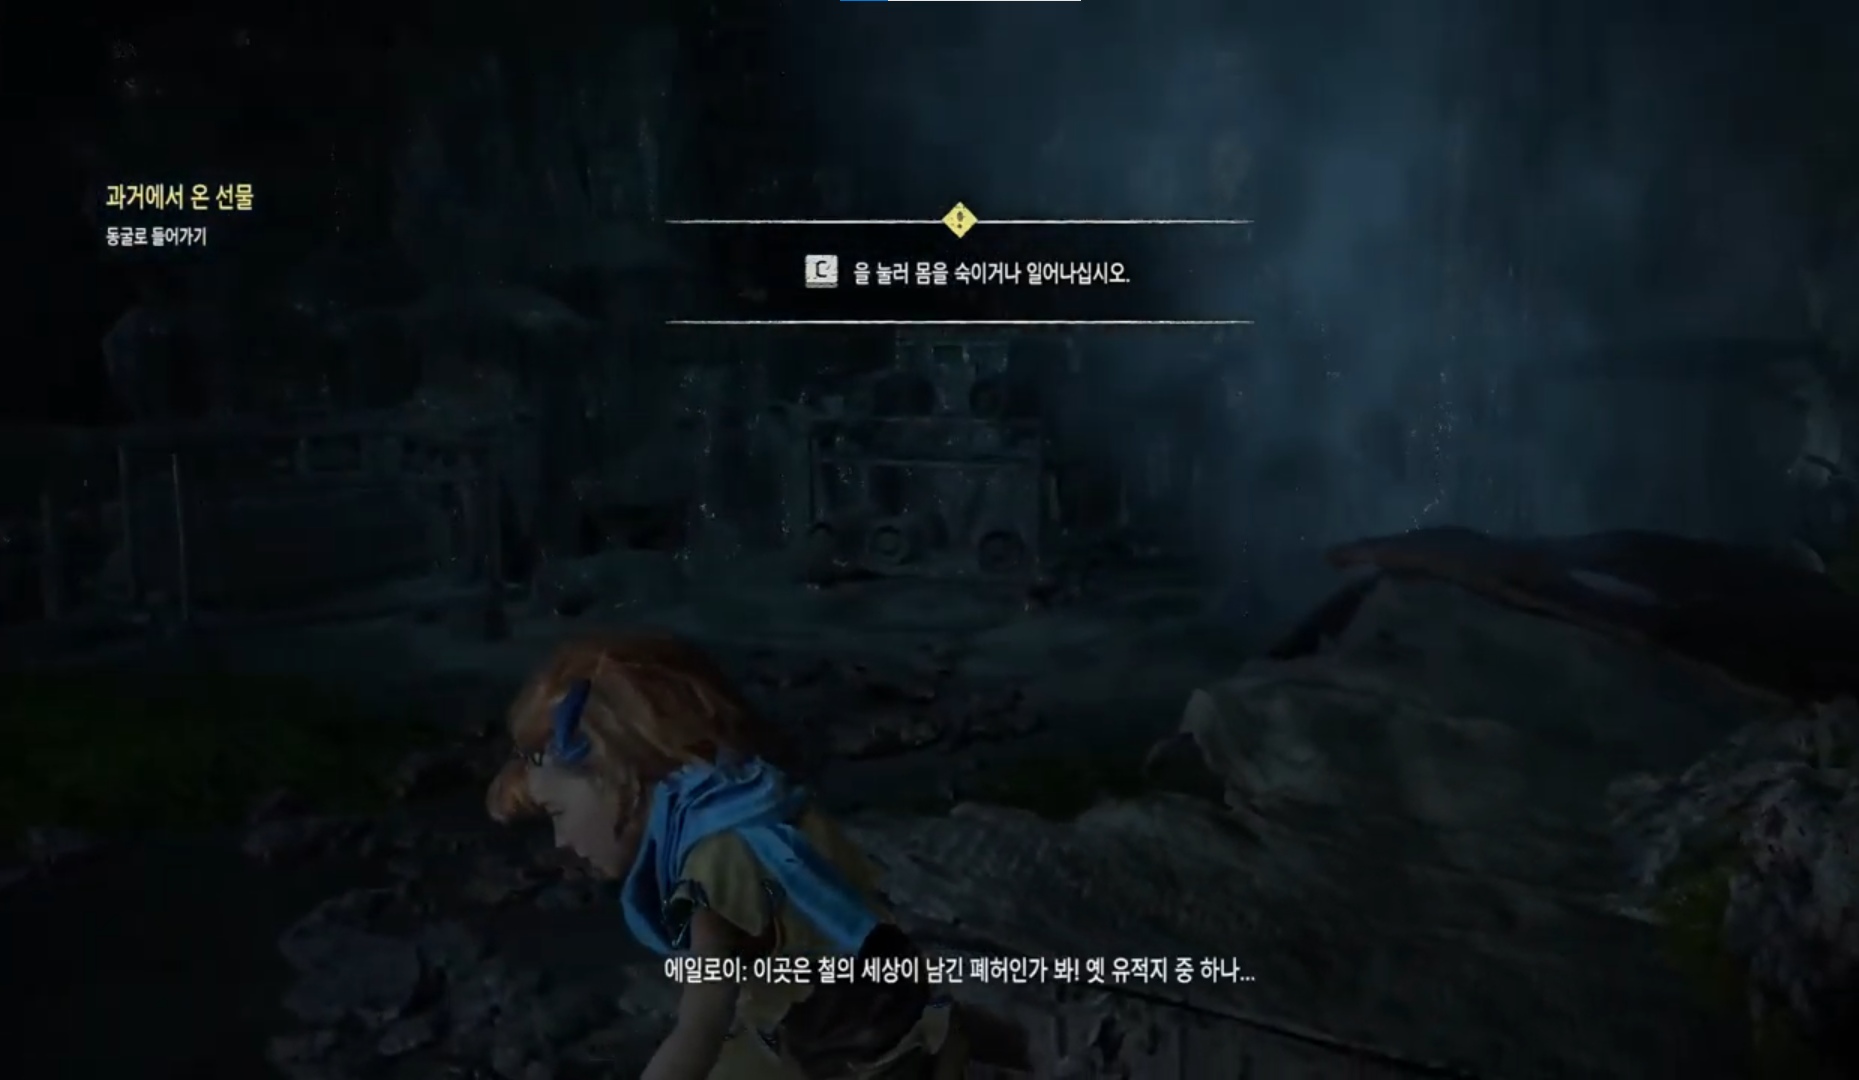 과거에서 온 선물
동굴로 들어가기
C 을 눌러 몸을 숙이거나 일어나십시오.
에일로이: 이곳은 철의 세상이 남긴 폐허인가 봐! 옛 유적지 중 하나...